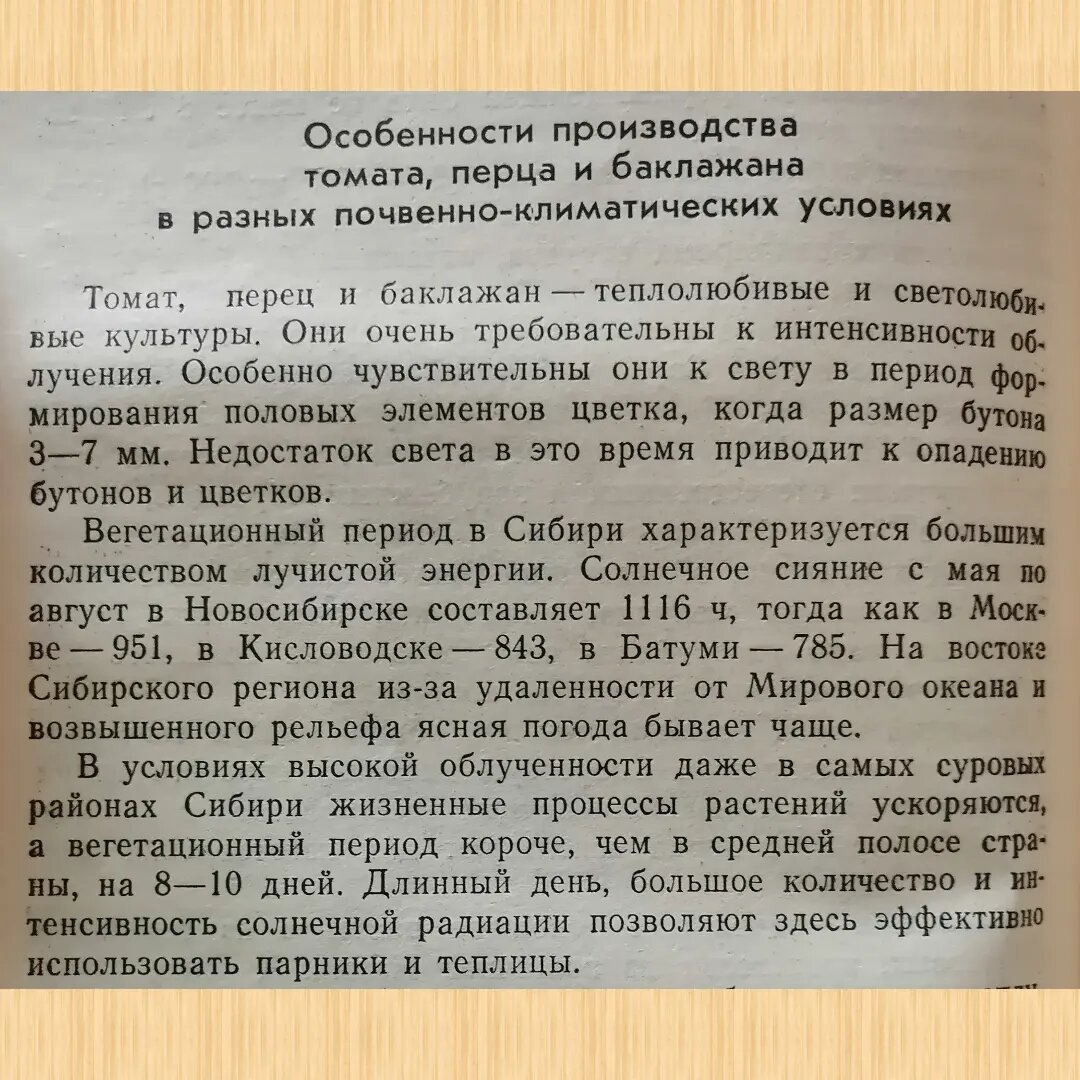 Особенности производства
томата, перца и баклажана
в разных почвенно-климатических условиях
Томат, перец и баклажан — теплолюбивые и светолюби-
вые культуры. Они очень требовательны к интенсивности об-
лучения. Особенно чувствительны они к свету в период фор-
мирования половых элементов цветка, когда размер бутона
3—7 мм. Недостаток света в это время приводит к опадению
бутонов и цветков.
Вегетационный период в Сибири характеризуется большим
количеством лучистой энергии. Солнечное сияние с мая по
август в Новосибирске составляет 1116 ч, тогда как в Моск-
ве — 951, в Кисловодске — 843, в Батуми — 785. На востоке
Сибирского региона из-за удаленности от Мирового океана и
возвышенного рельефа ясная погода бывает чаще.
В условиях высокой облученности даже в самых суровых
районах Сибири жизненные процессы растений ускоряются,
а вегетационный период короче, чем в средней полосе стра-
ны, на 8—10 дней. Длинный день, большое количество и ин-
тенсивность солнечной радиации позволяют здесь эффективно
использовать парники и теплицы.